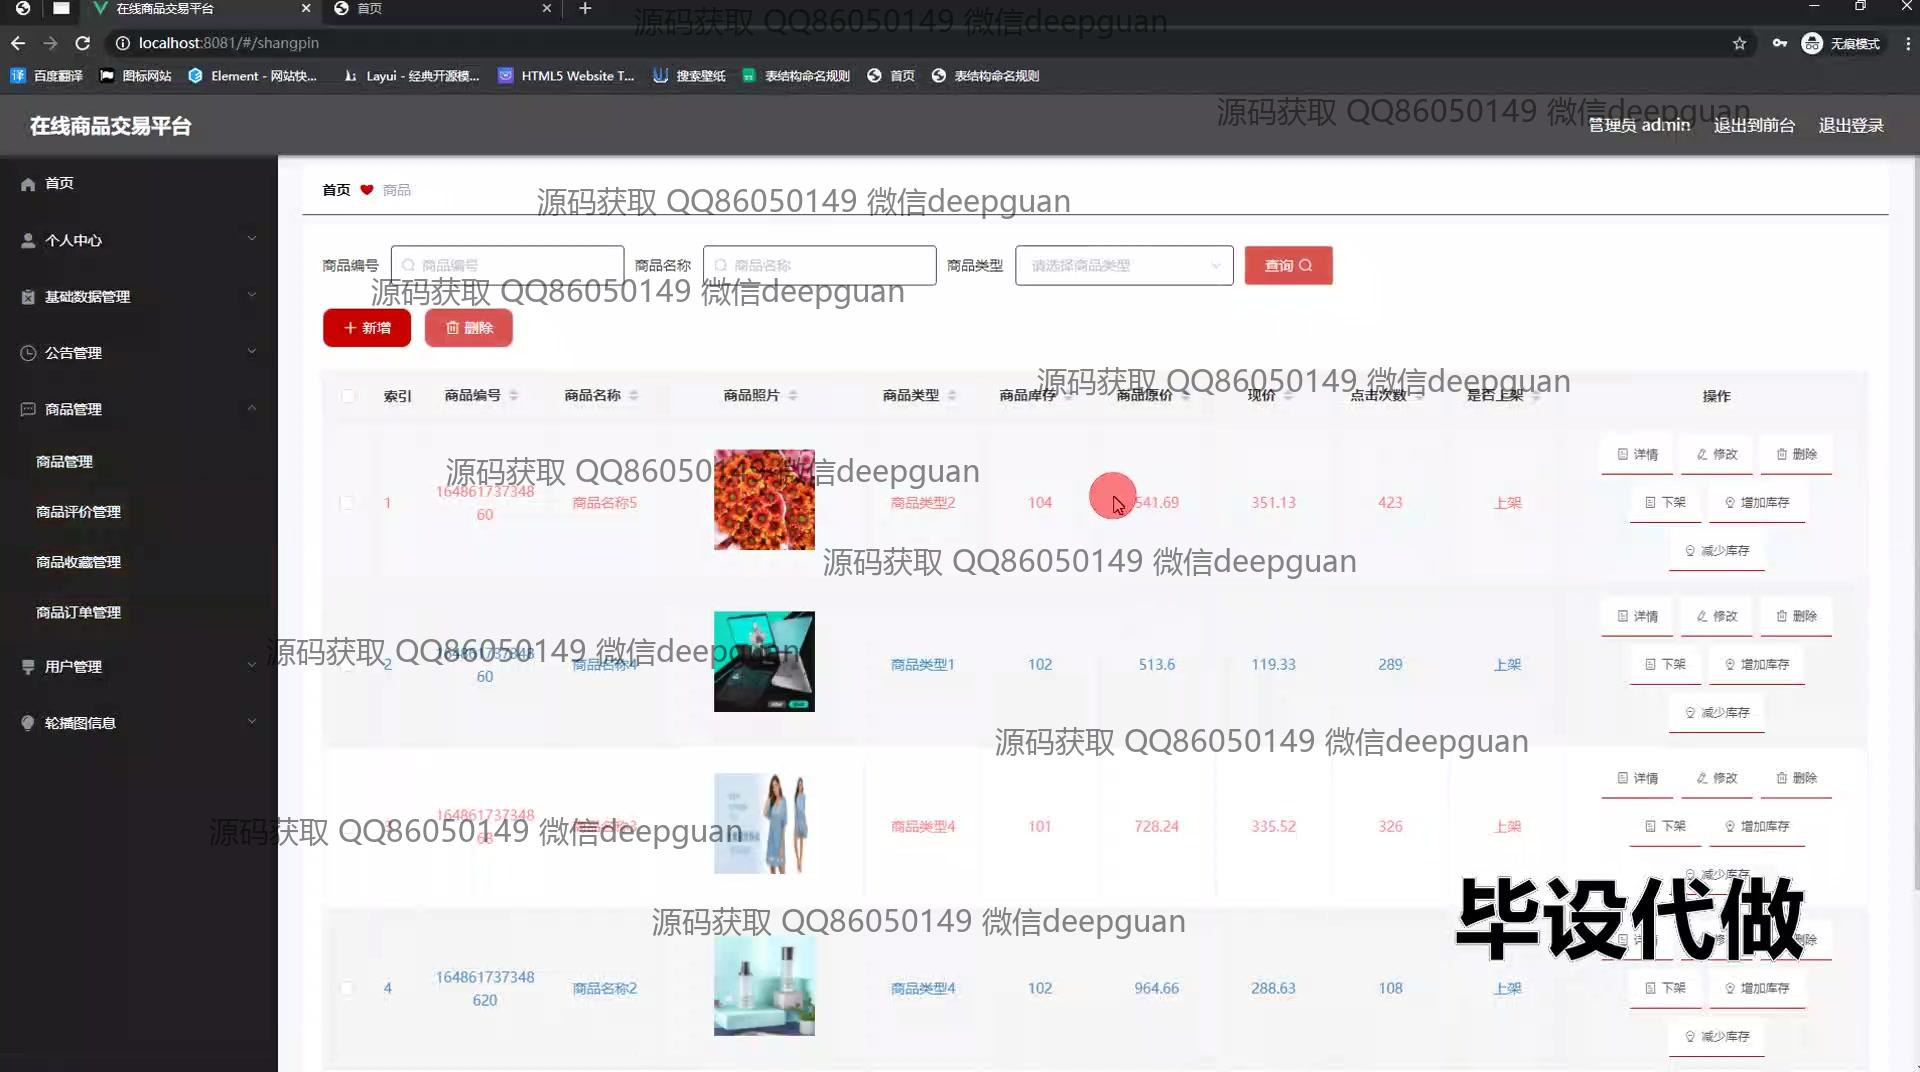 在线商品交易平台
首页
localhost:8081/#/shangpin
无痕模式
百度翻译
图标网站
Element - 网站快...
Layui - 经典开源模...
HTML5 Website T...
搜索壁纸
表结构命名规则
首页
表结构命名规则
源码获取 QQ86050149 微信deepguan
在线商品交易平台
源码获取 QQ86050149 微信deepguan
管理员 admin
退出到前台
退出登录
首页
个人中心
基础数据管理
公告管理
商品管理
商品管理
商品评价管理
商品收藏管理
商品订单管理
用户管理
轮播图信息
首页 商品
源码获取 QQ86050149 微信deepguan
商品编号 商品编号 商品名称 商品名称 商品类型 请选择商品类型 查询
源码获取 QQ86050149 微信deepguan
新增 删除
源码获取 QQ86050149 微信deepguan
索引 商品编号 商品名称 商品照片 商品类型 商品库存 商品原价 现价 点击次数 是否上架 操作
源码获取 QQ86050149 微信deepguan
详情 修改 删除
1 164861737348 商品名称5 商品类型2 104 541.69 351.13 423 上架 下架 增加库存
60
减少库存
源码获取 QQ86050149 微信deepguan
详情 修改 删除
源码获取 QQ86050149 微信deepguan
2 164861737348 商品名称4 商品类型1 102 513.6 119.33 289 上架 下架 增加库存
60
减少库存
源码获取 QQ86050149 微信deepguan
详情 修改 删除
源码获取 QQ86050149 微信deepguan
3 164861737348 商品名称3 商品类型4 101 728.24 335.52 326 上架 下架 增加库存
减少库存
毕设代做
源码获取 QQ86050149 微信deepguan
详情 修 删除
4 164861737348 商品名称2 商品类型4 102 964.66 288.63 108 上架 下架 增加库存
620
减少库存